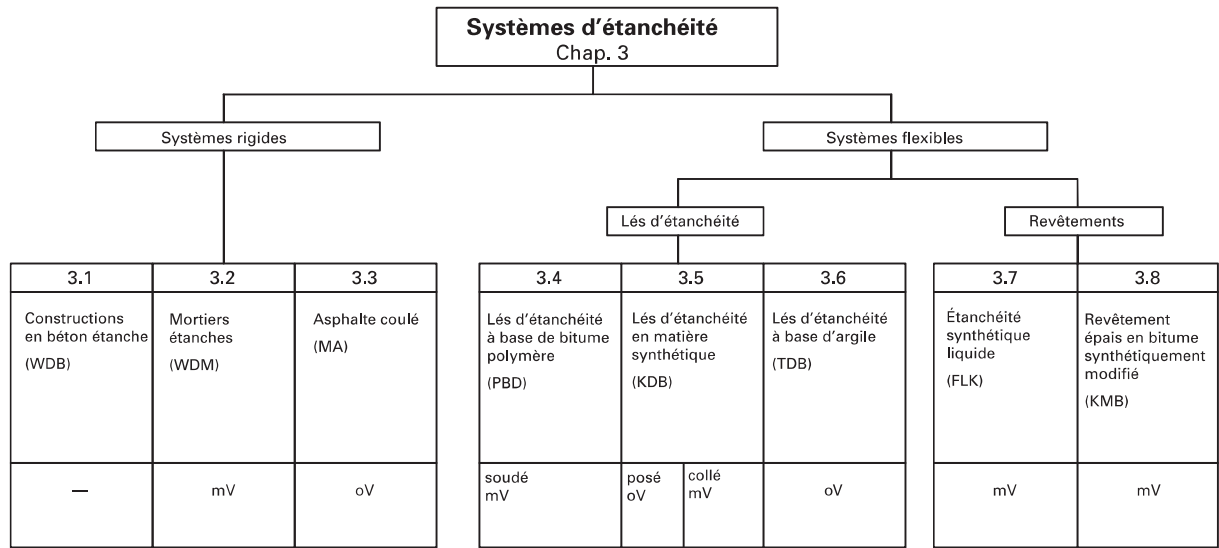 Systèmes d'étanchéité
Chap. 3
Systèmes rigides
Systèmes flexibles
Lés d'étanchéité
Revêtements
3.1
3.2
3.3
3.4
3.5
3.6
3.7
3.8
Constructions
en béton étanche
(WDB)
Mortiers
étanches
(WDM)
Asphalte coulé
(MA)
Lés d'étanchéité
à base de bitume
polymère
(PBD)
Lés d'étanchéité
en matière
synthétique
(KDB)
Lés d'étanchéité
à base d'argile
(TDB)
Étanchéité
synthétique
liquide
(FLK)
Revêtement
épais en bitume
synthétiquement
modifié
(KMB)
—
mV
oV
soudé
mV
posé
oV
collé
mV
oV
mV
mV